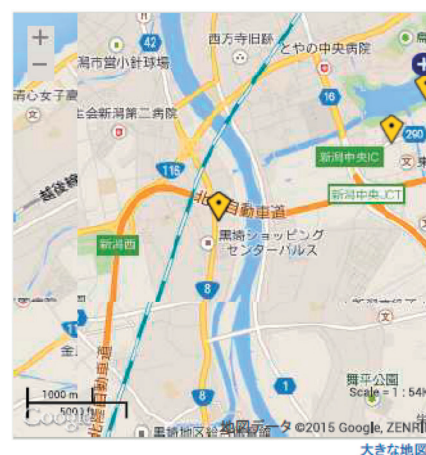 42
西方寺旧跡
とやの中央病院
潟市営小針球場
16
清心女子高
生会新潟第二病院
290
新潟中央IC
116
越後線
新潟中央JCT
北陸自動車道
黒埼ショッピング
センターパルス
新潟西
8
8
1
舞平公園
Scale = 1 : 54K
北陸自動車道
1000 m
5000 ft
Google
地図データ ©2015 Google, ZENRI
大きな地図